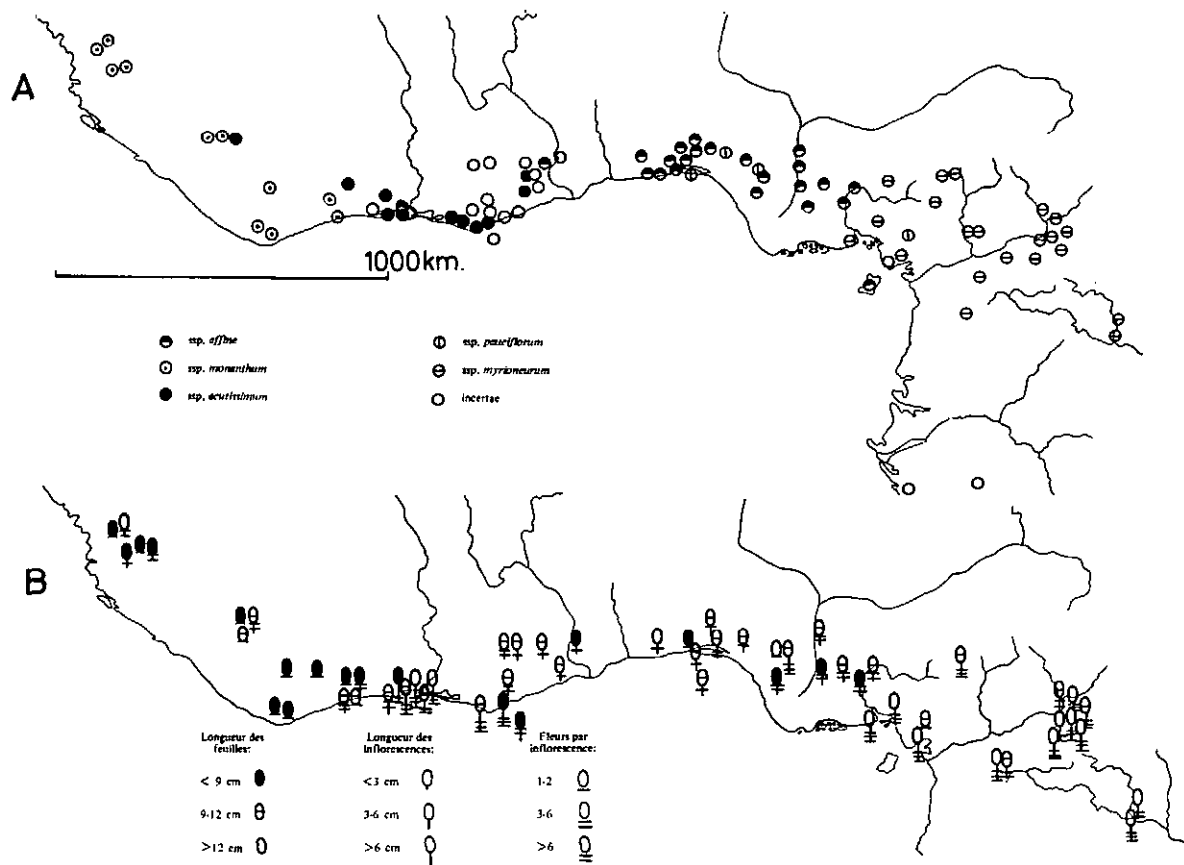 A
1000km.
ssp. affine
ssp. monanthum
ssp. acutissimum
ssp. pauciflorum
ssp. myrioneurum
incertae
B
Longueur des feuilles:
< 9 cm
9-12 cm
>12 cm
Longueur des inflorescences:
<3 cm
3-6 cm
>6 cm
Fleurs par inflorescence:
1-2
3-6
>6